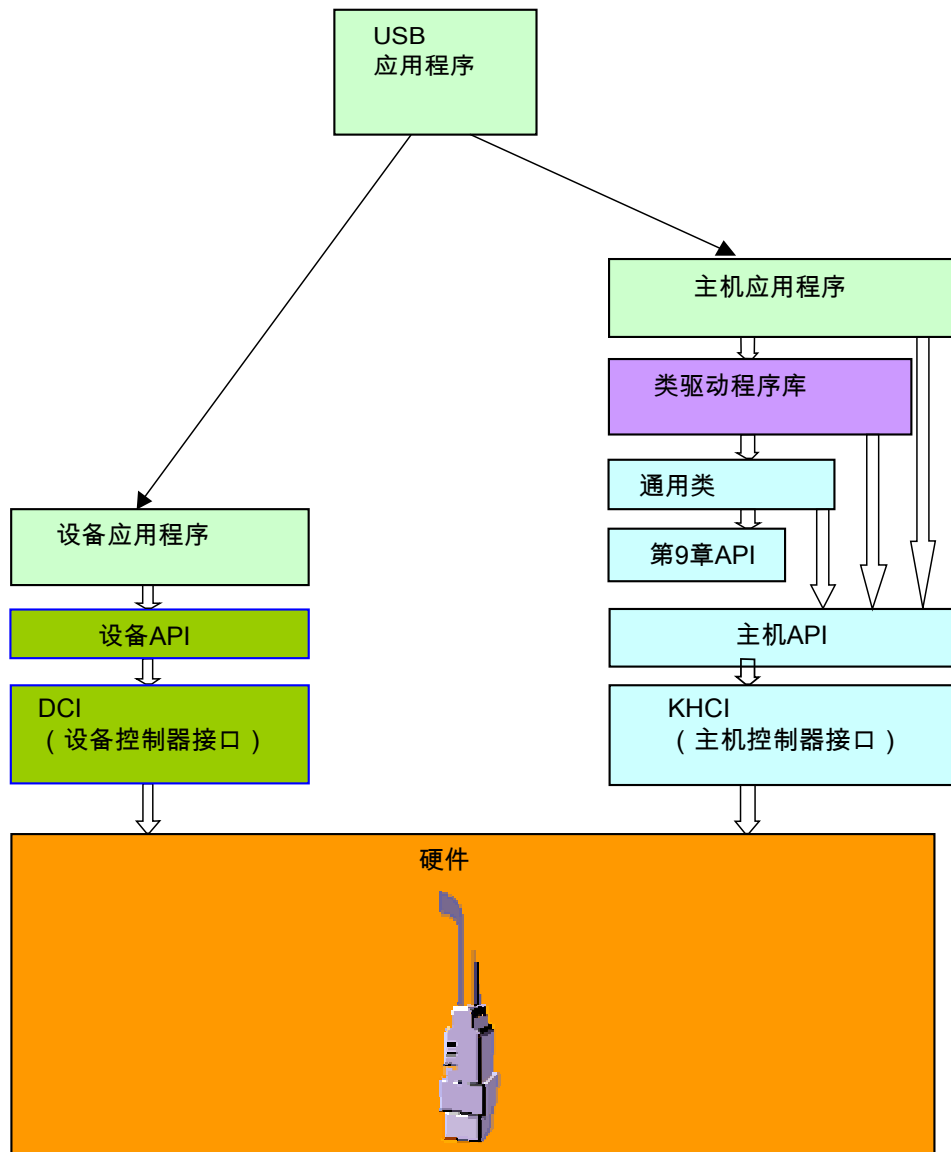 USB
应用程序
主机应用程序
类驱动程序库
通用类
设备应用程序
第9章API
设备API
主机API
DCI
（设备控制器接口）
KHCI
（主机控制器接口）
硬件